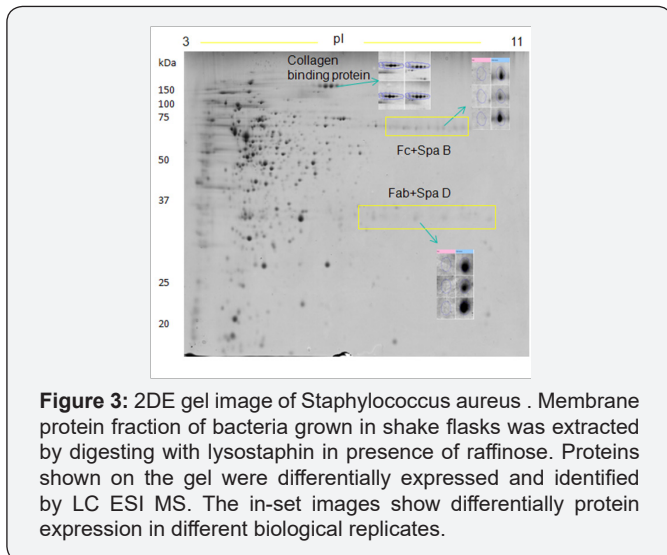 3 pI 11
kDa
Collagen
binding protein
150
100
75
Fc+Spa B
50
Fab+Spa D
37
25
20
Figure 3: 2DE gel image of Staphylococcus aureus . Membrane
protein fraction of bacteria grown in shake flasks was extracted
by digesting with lysostaphin in presence of raffinose. Proteins
shown on the gel were differentially expressed and identified
by LC ESI MS. The in-set images show differentially protein
expression in different biological replicates.